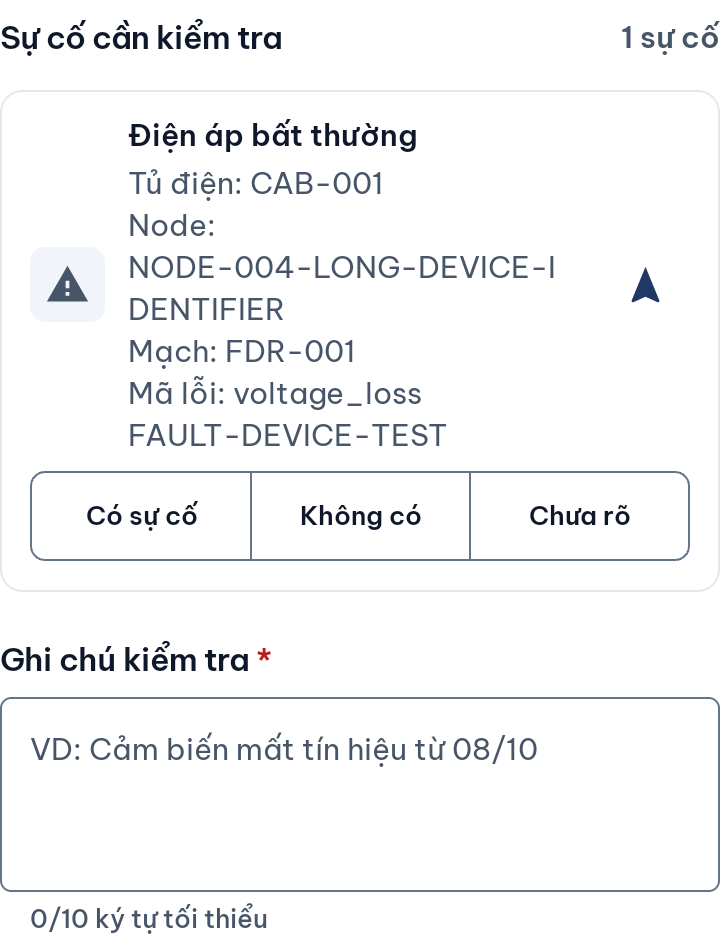 Sự cố cần kiểm tra
1 sự cố
Điện áp bất thường
Tủ điện: CAB-001
Node:
NODE-004-LONG-DEVICE-I
DENTIFIER
Mạch: FDR-001
Mã lỗi: voltage_loss
FAULT-DEVICE-TEST
Có sự cố
Không có
Chưa rõ
Ghi chú kiểm tra *
VD: Cảm biến mất tín hiệu từ 08/10
0/10 ký tự tối thiểu